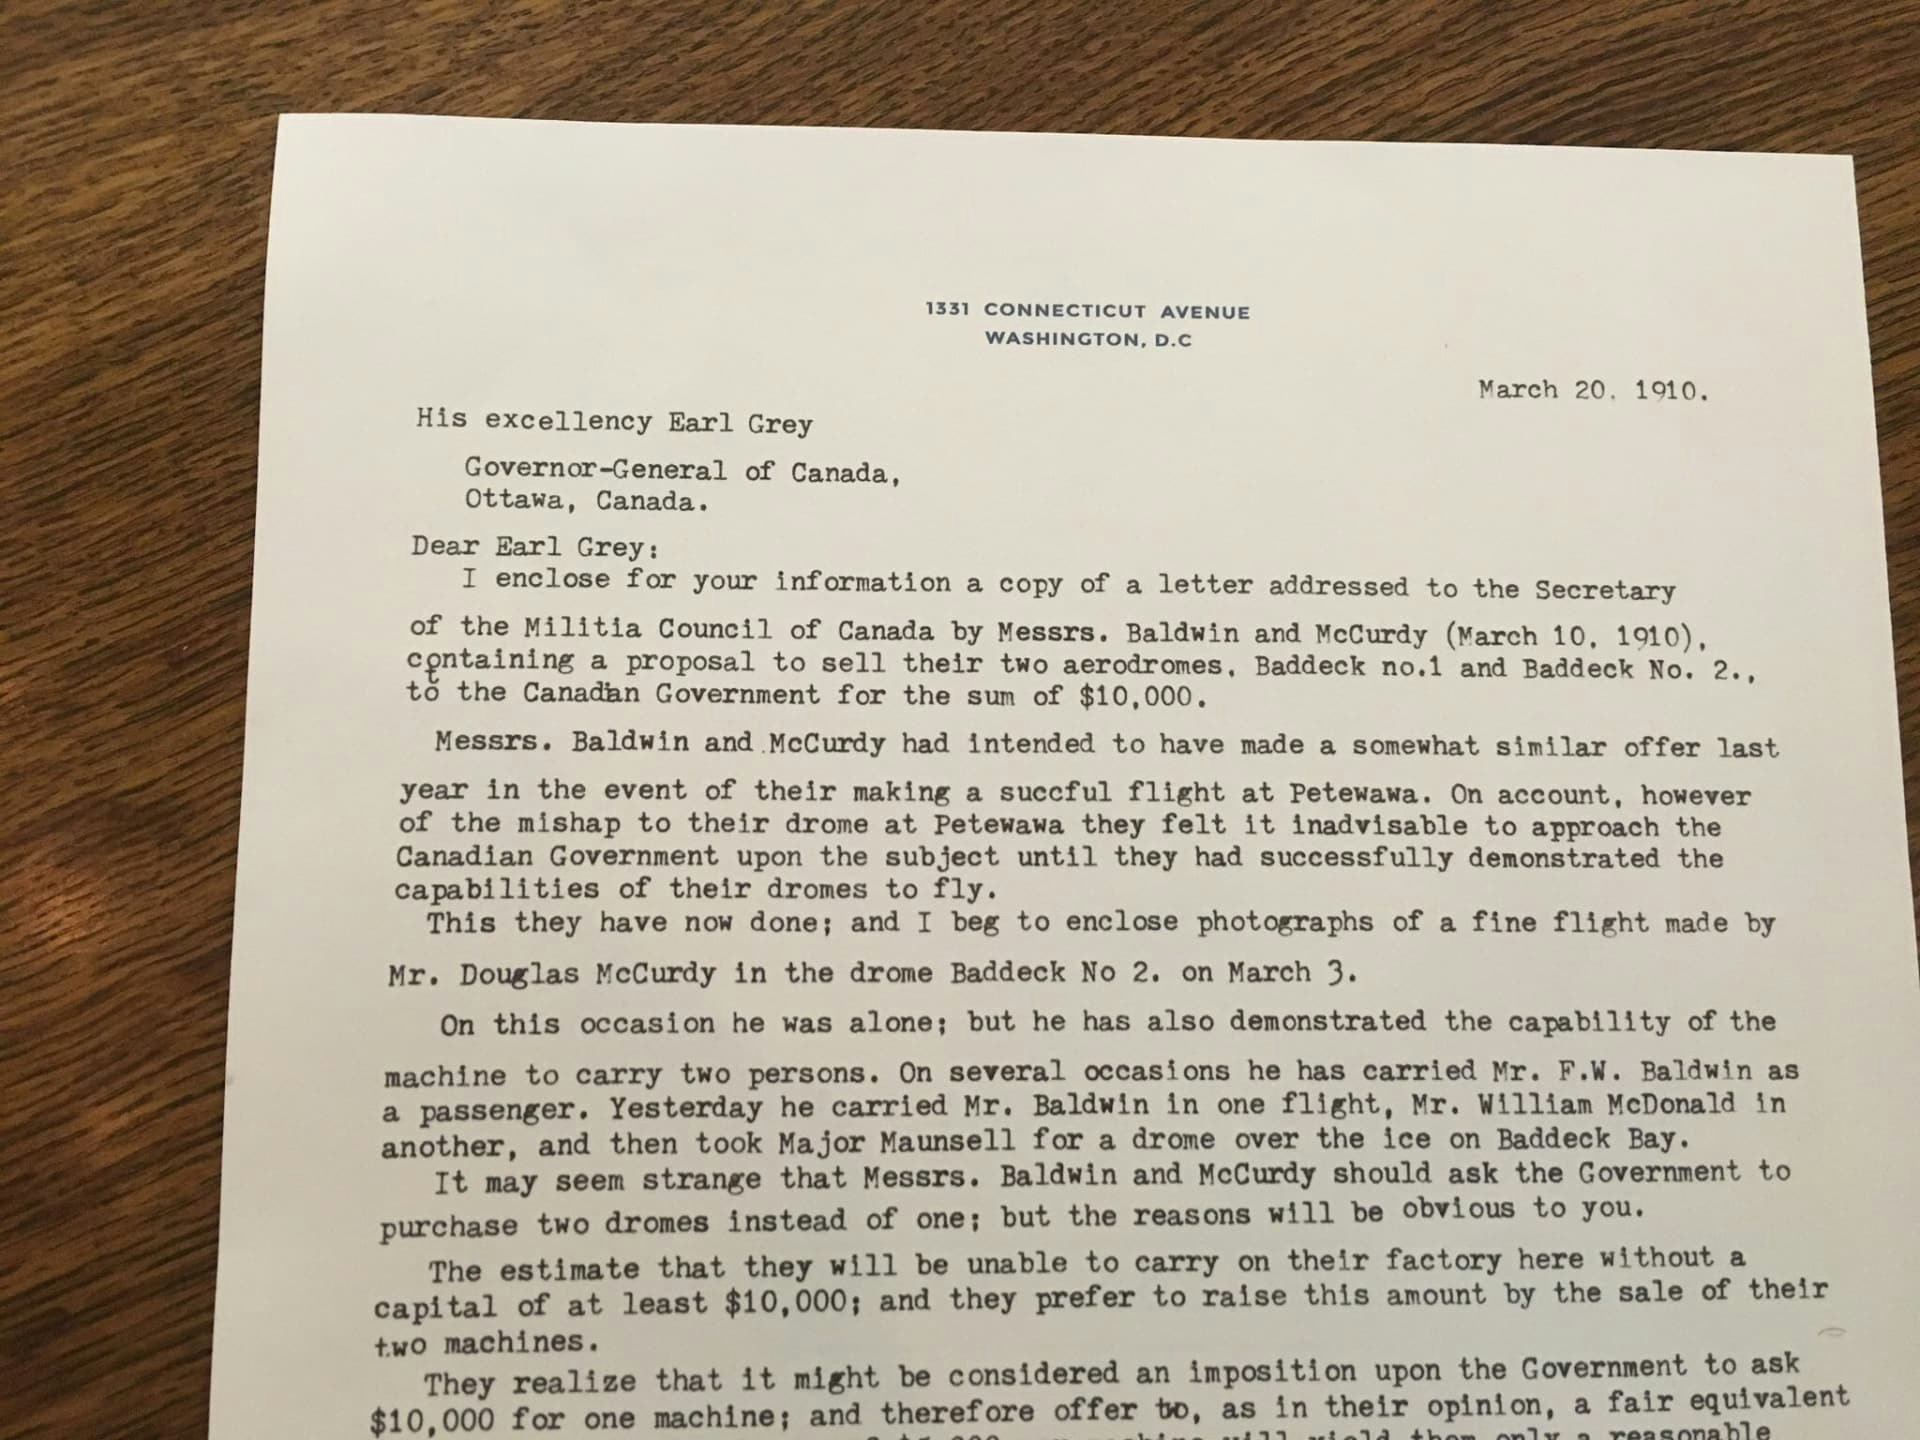 1331 CONNECTICUT AVENUE
WASHINGTON, D.C
March 20. 1910.
His excellency Earl Grey
Governor-General of Canada,
Ottawa, Canada.
Dear Earl Grey:
I enclose for your information a copy of a letter addressed to the Secretary
of the Militia Council of Canada by Messrs. Baldwin and McCurdy (March 10, 1910),
containing a proposal to sell their two aerodromes, Baddeck no.1 and Baddeck No. 2.,
to the Canadian Government for the sum of $10,000.
Messrs. Baldwin and McCurdy had intended to have made a somewhat similar offer last
year in the event of their making a succful flight at Petewawa. On account, however
of the mishap to their drome at Petewawa they felt it inadvisable to approach the
Canadian Government upon the subject until they had successfully demonstrated the
capabilities of their dromes to fly.
This they have now done; and I beg to enclose photographs of a fine flight made by
Mr. Douglas McCurdy in the drome Baddeck No 2. on March 3.
On this occasion he was alone; but he has also demonstrated the capability of the
machine to carry two persons. On several occasions he has carried Mr. F.W. Baldwin as
a passenger. Yesterday he carried Mr. Baldwin in one flight, Mr. William McDonald in
another, and then took Major Maunsell for a drome over the ice on Baddeck Bay.
It may seem strange that Messrs. Baldwin and McCurdy should ask the Government to
purchase two dromes instead of one; but the reasons will be obvious to you.
The estimate that they will be unable to carry on their factory here without a
capital of at least $10,000; and they prefer to raise this amount by the sale of their
two machines.
They realize that it might be considered an imposition upon the Government to ask
$10,000 for one machine; and therefore offer two, as in their opinion, a fair equivalent
machine will yield them only a reasonable